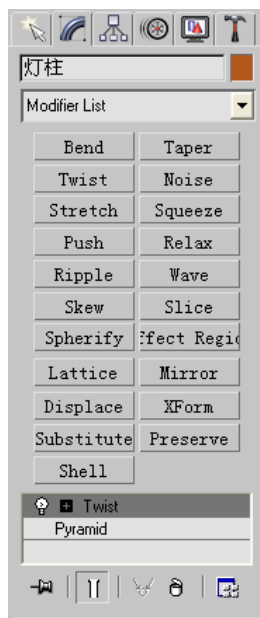 灯柱
Modifier List
Bend Taper
Twist Noise
Stretch Squeeze
Push Relax
Ripple Wave
Skew Slice
Spherify ffect Regio
Lattice Mirror
Displace XForm
Substitute Preserve
Shell
Twist
Pyramid